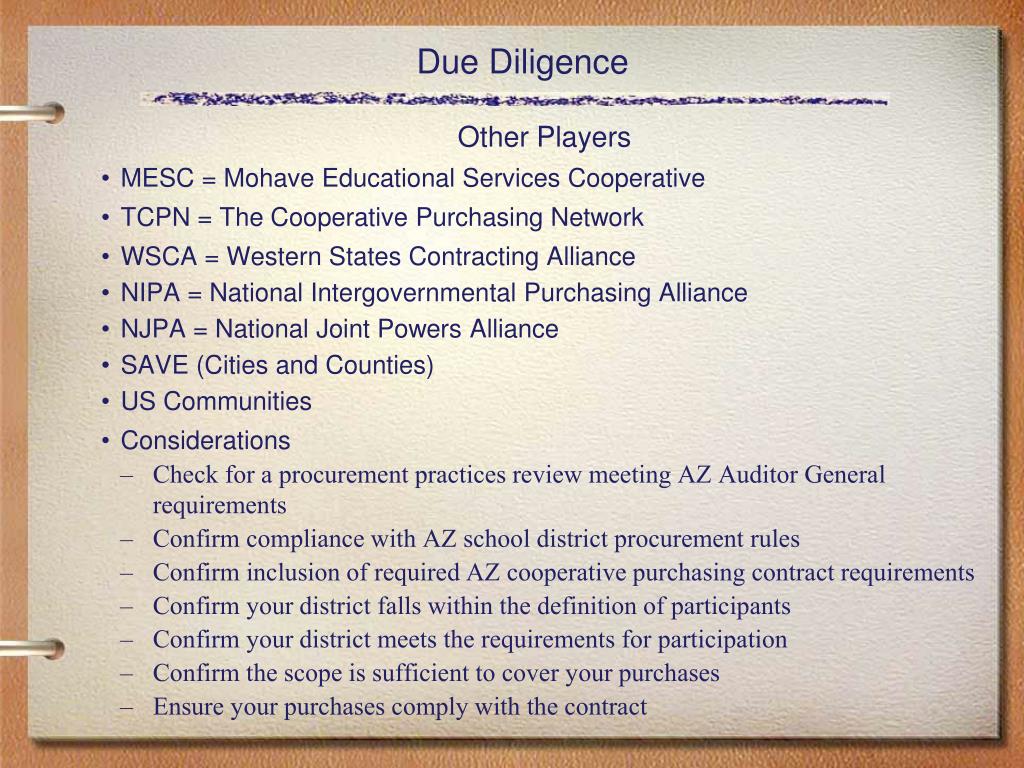 Due Diligence
Other Players
• MESC = Mohave Educational Services Cooperative
• TCPN = The Cooperative Purchasing Network
• WSCA = Western States Contracting Alliance
• NIPA = National Intergovernmental Purchasing Alliance
• NJPA = National Joint Powers Alliance
• SAVE (Cities and Counties)
• US Communities
• Considerations
– Check for a procurement practices review meeting AZ Auditor General
requirements
– Confirm compliance with AZ school district procurement rules
– Confirm inclusion of required AZ cooperative purchasing contract requirements
– Confirm your district falls within the definition of participants
– Confirm your district meets the requirements for participation
– Confirm the scope is sufficient to cover your purchases
– Ensure your purchases comply with the contract